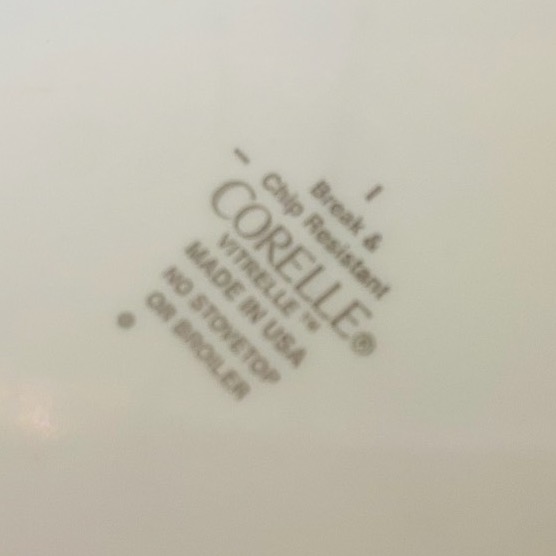 Break &
Chip Resistant
CORELLE®
VITRELLE™
MADE IN USA
NO STOVETOP
OR BROILER